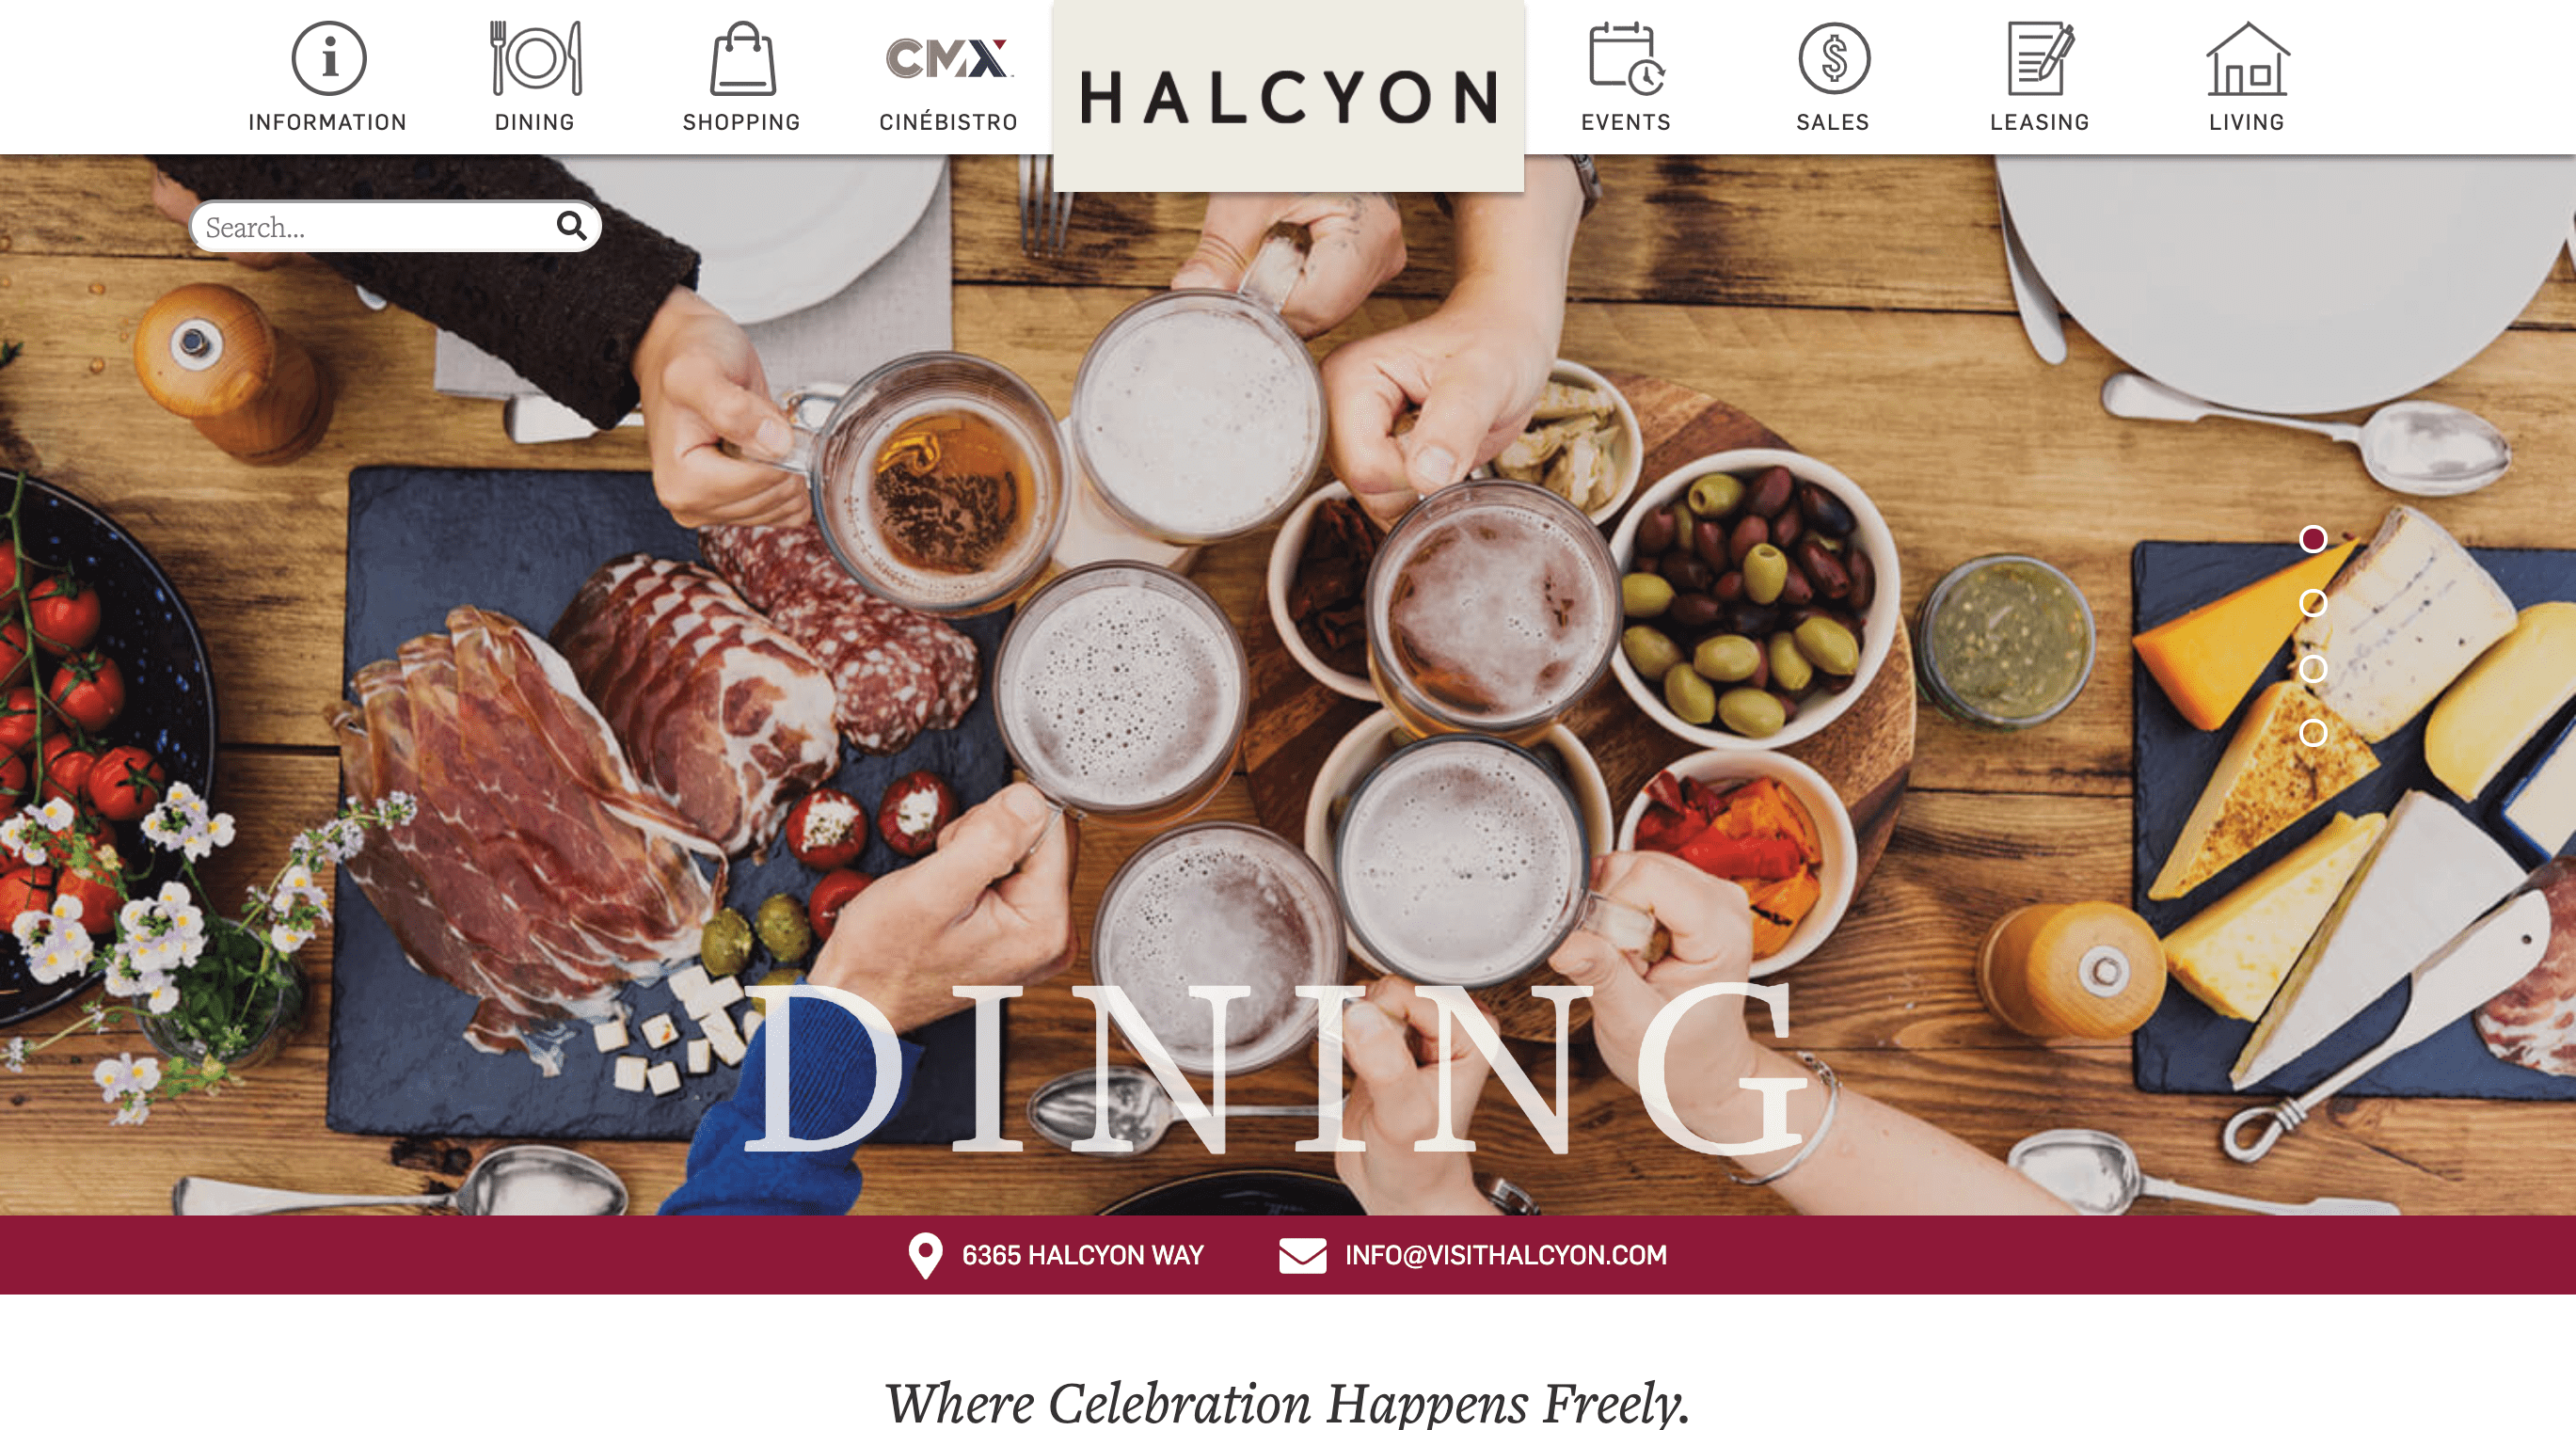 INFORMATION
DINING
SHOPPING
CMX
CINÉBISTRO
HALCYON
EVENTS
SALES
LEASING
LIVING
Search...
DINING
6365 HALCYON WAY
INFO@VISITHALCYON.COM
Where Celebration Happens Freely.